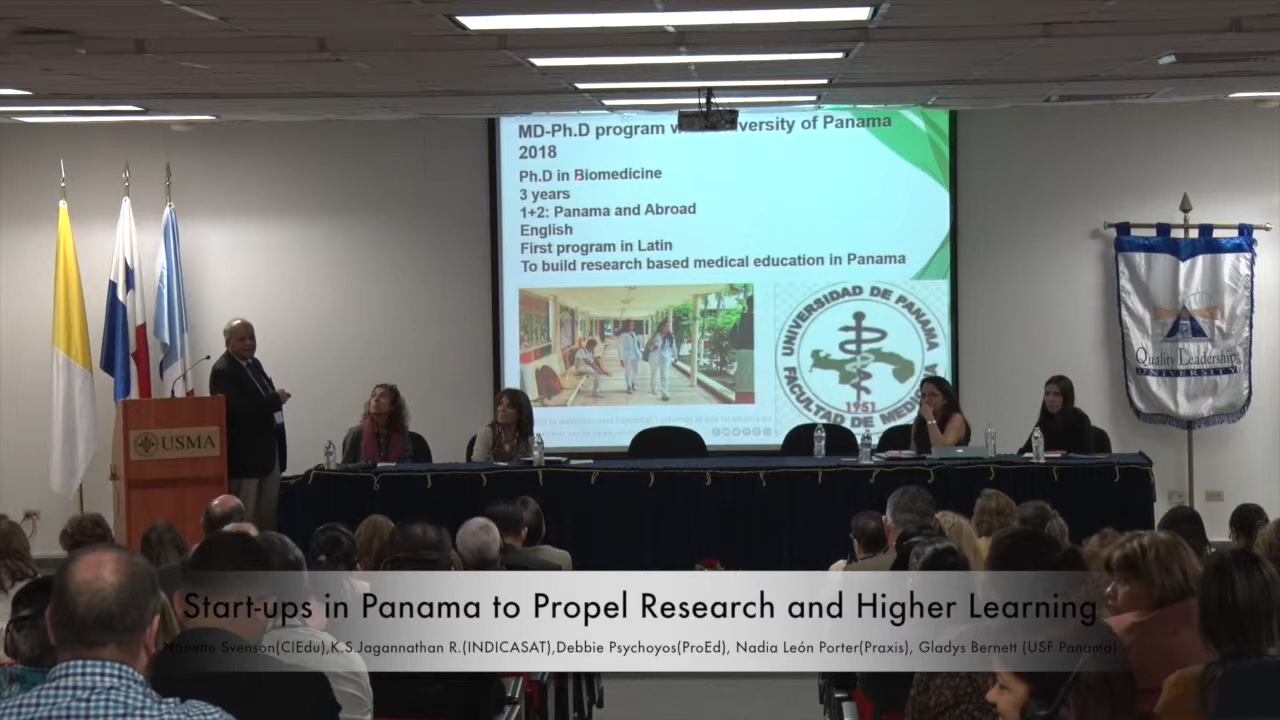 MD-Ph.D program versity of Panama
2018
Ph.D in Biomedicine
3 years
1+2: Panama and Abroad
English
First program in Latin
To build research based medical education in Panama
UNIVERSIDAD DE PANAMA
FACULTAD DE MEDICINA
1951
USMA
Quality Leadership
UNIVERSITY
Start-ups in Panama to Propel Research and Higher Learning
Nanette Svenson(CIEdu),K.S.Jagannathan R.(INDICASAT),Debbie Psychoyos(ProEd), Nadia León Porter(Praxis), Gladys Bernett (USF Panama)